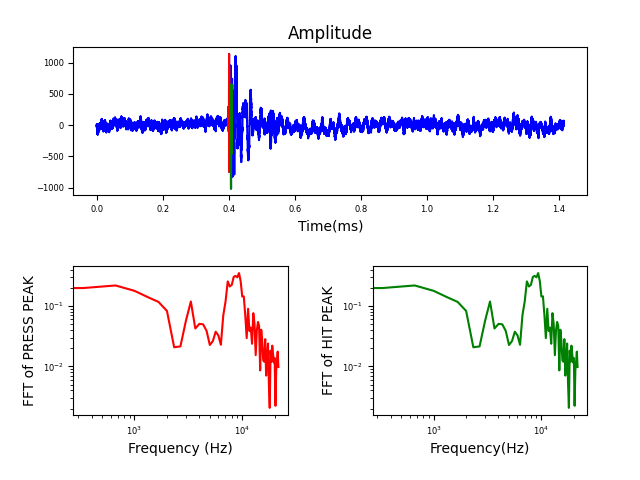 Amplitude
1000
500
0
−500
−1000
0.0 0.2 0.4 0.6 0.8 1.0 1.2 1.4
Time(ms)
FFT of PRESS PEAK
10⁻¹
10⁻²
10³ 10⁴
Frequency (Hz)
FFT of HIT PEAK
10⁻¹
10⁻²
10³ 10⁴
Frequency(Hz)